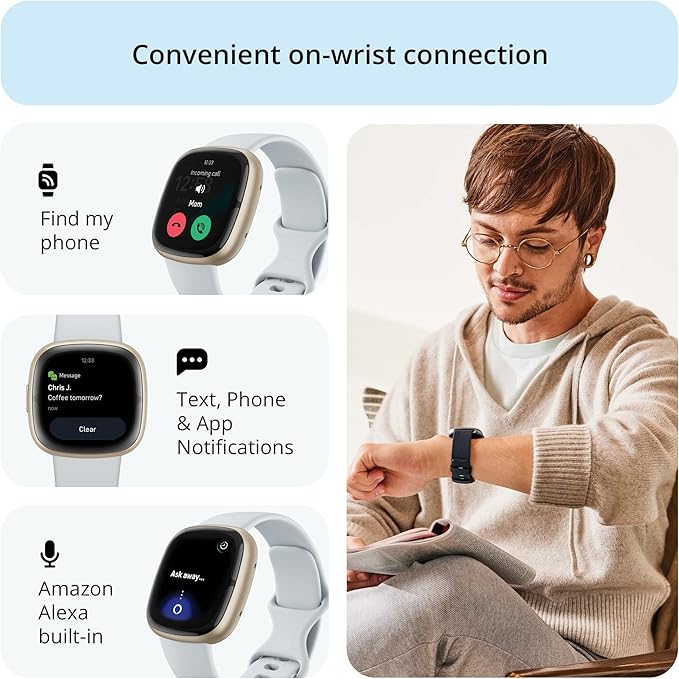 Convenient on-wrist connection
Find my
phone
12:33
Incoming call
Mom
12:33
Message
Chris J.
Coffee tomorrow?
now
Clear
Text, Phone
& App
Notifications
Amazon
Alexa
built-in
Ask away...